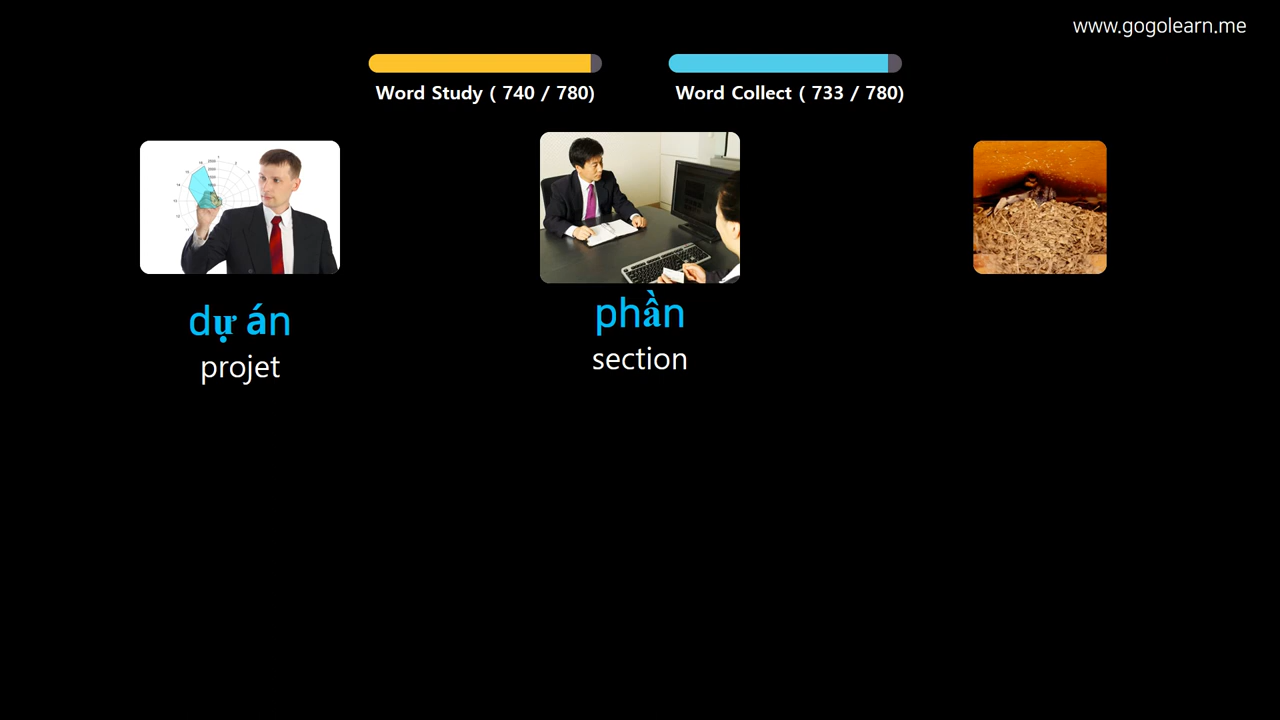 www.gogolearn.me
Word Study ( 740 / 780)
Word Collect ( 733 / 780)
dự án
projet
phần
section